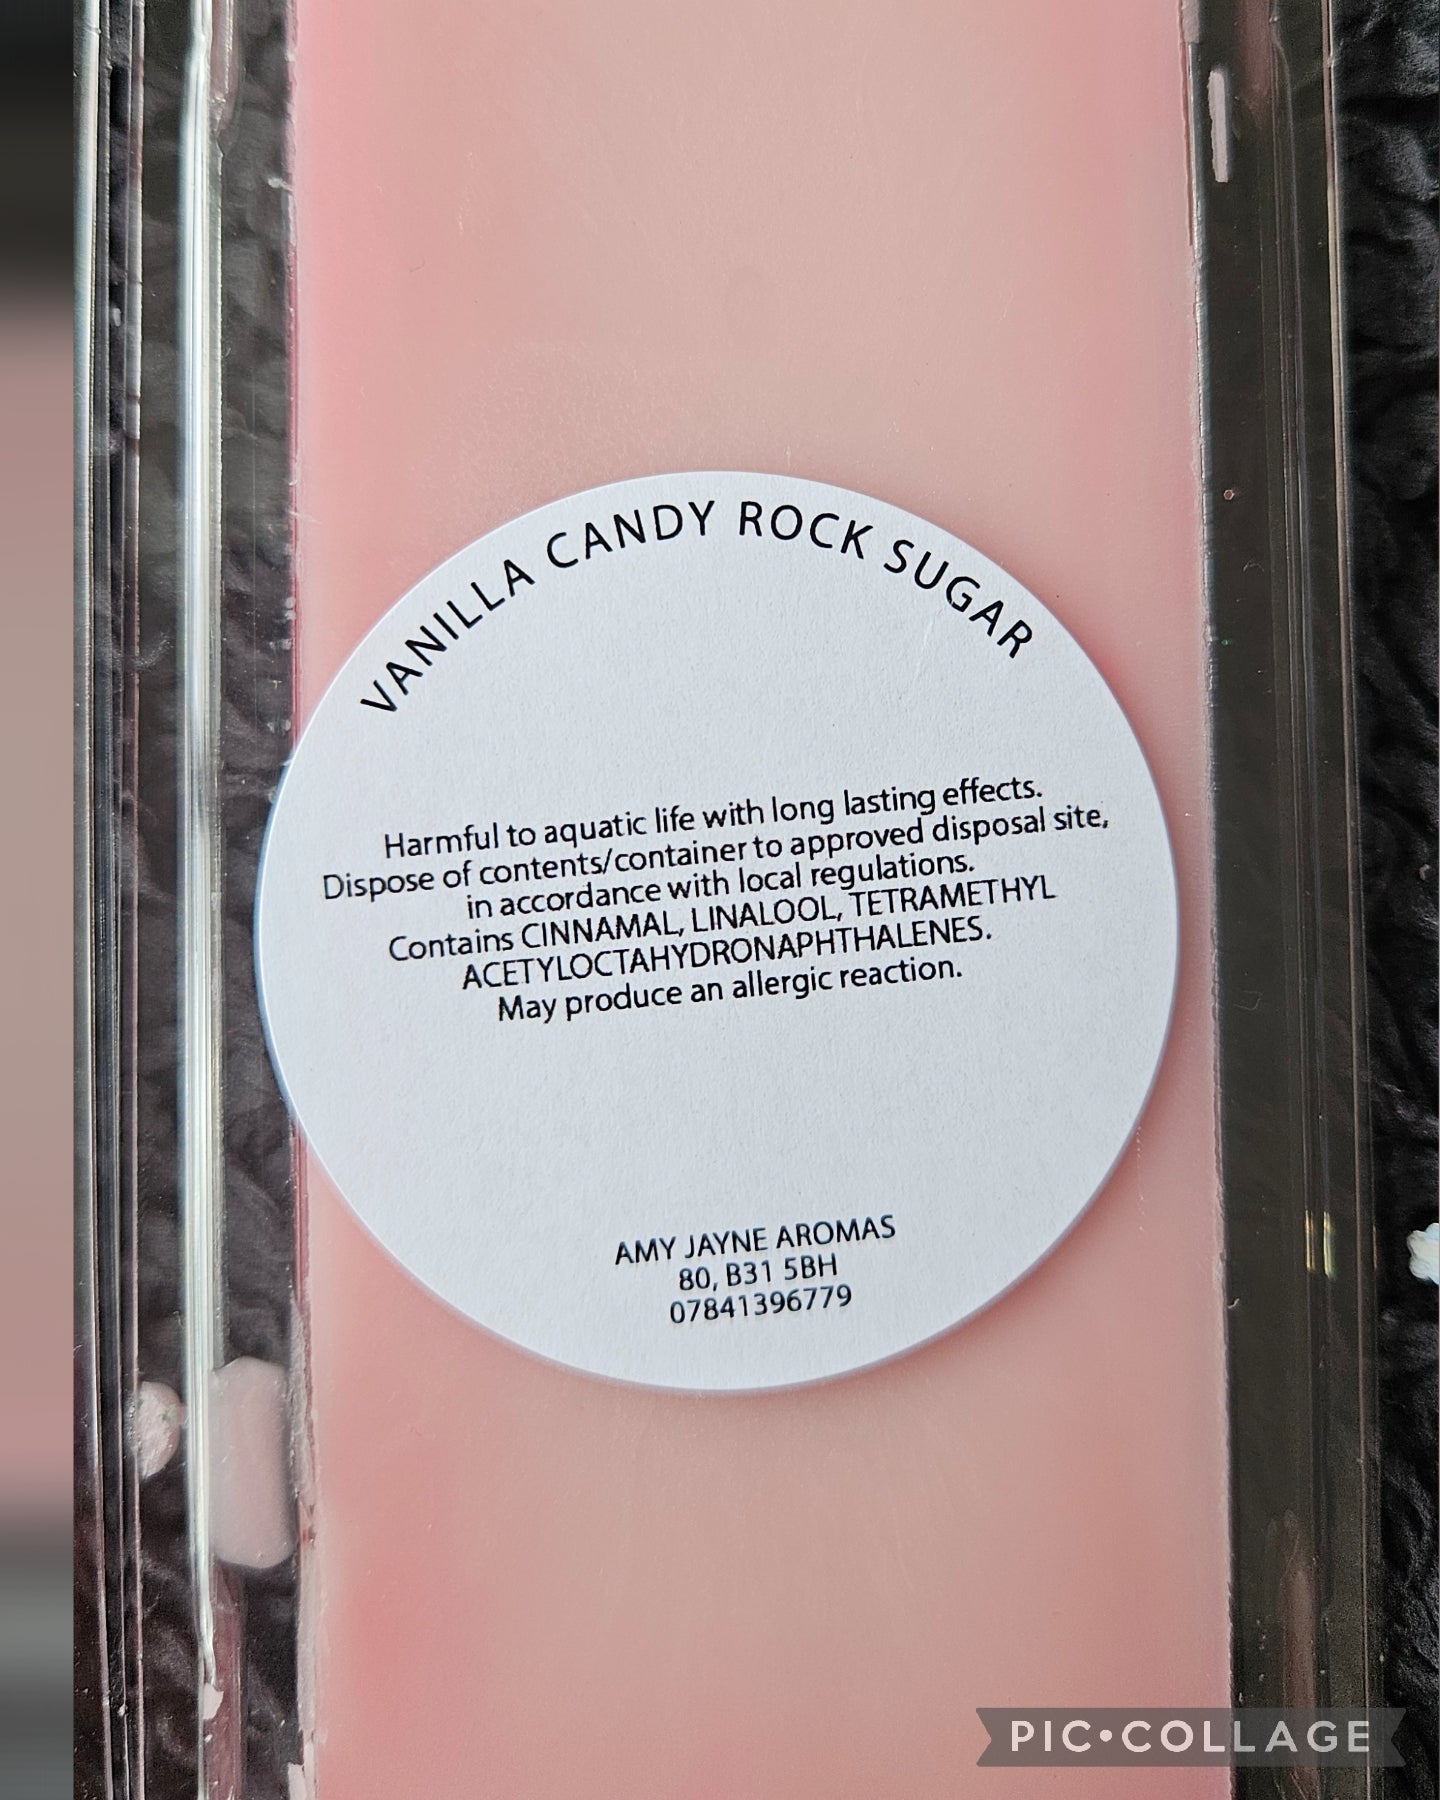 VANILLA CANDY ROCK SUGAR
Harmful to aquatic life with long lasting effects.
Dispose of contents/container to approved disposal site,
in accordance with local regulations.
Contains CINNAMAL, LINALOOL, TETRAMETHYL
ACETYLOCTAHYDRONAPHTHALENES.
May produce an allergic reaction.
AMY JAYNE AROMAS
80, B31 5BH
07841396779
PIC•COLLAGE